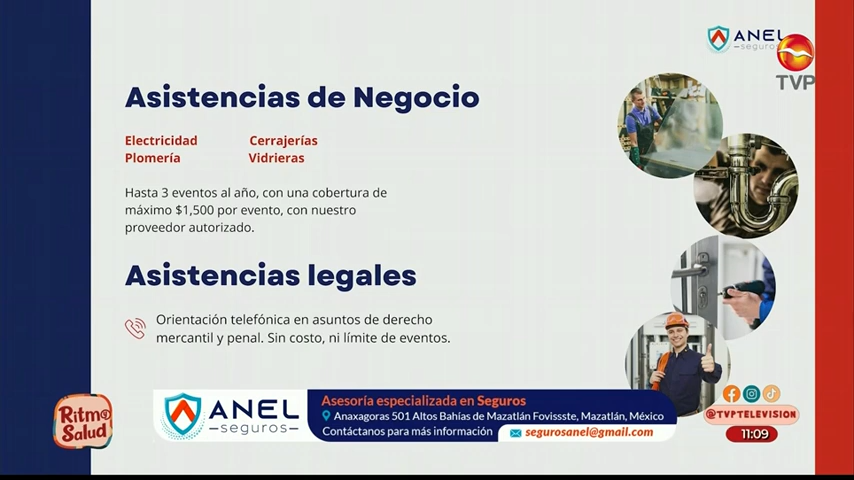 ANEL
seguros
TVP
Asistencias de Negocio
Electricidad
Cerrajerías
Plomería
Vidrieras
Hasta 3 eventos al año, con una cobertura de
máximo $1,500 por evento, con nuestro
proveedor autorizado.
Asistencias legales
Orientación telefónica en asuntos de derecho
mercantil y penal. Sin costo, ni límite de eventos.
Ritmo
Salud
ANEL
seguros
Asesoría especializada en Seguros
Anaxagoras 501 Altos Bahías de Mazatlán Fovissste, Mazatlán, México
Contáctanos para más información
segurosanel@gmail.com
@TVPTELEVISION
11:09